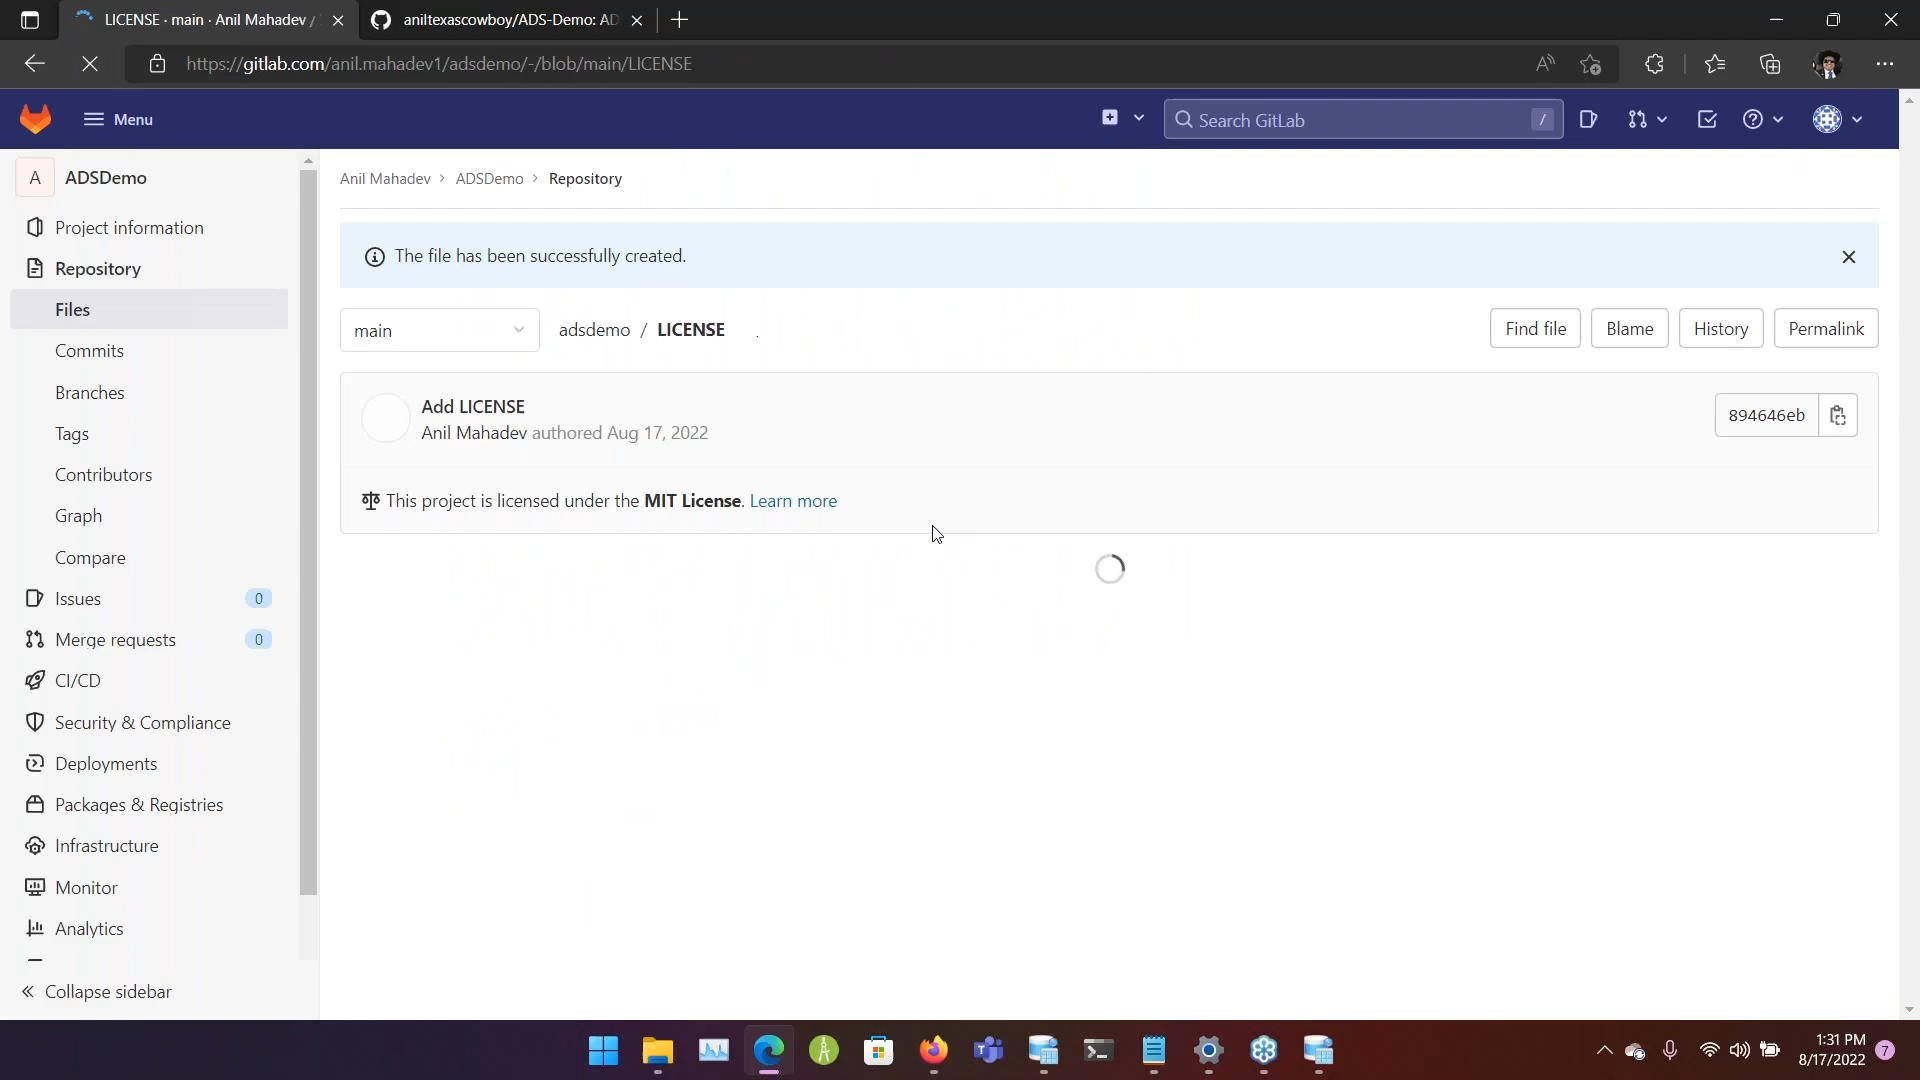 LICENSE · main · Anil Mahadev /
aniltexascowboy/ADS-Demo: AD
https://gitlab.com/anil.mahadev1/adsdemo/-/blob/main/LICENSE
Menu
Search GitLab
/
A
ADSDemo
Project information
Repository
Files
Commits
Branches
Tags
Contributors
Graph
Compare
Issues
0
Merge requests
0
CI/CD
Security & Compliance
Deployments
Packages & Registries
Infrastructure
Monitor
Analytics
Collapse sidebar
Anil Mahadev > ADSDemo > Repository
The file has been successfully created.
main
adsdemo / LICENSE
Find file
Blame
History
Permalink
Add LICENSE
Anil Mahadev authored Aug 17, 2022
894646eb
This project is licensed under the MIT License. Learn more
1:31 PM
8/17/2022
7